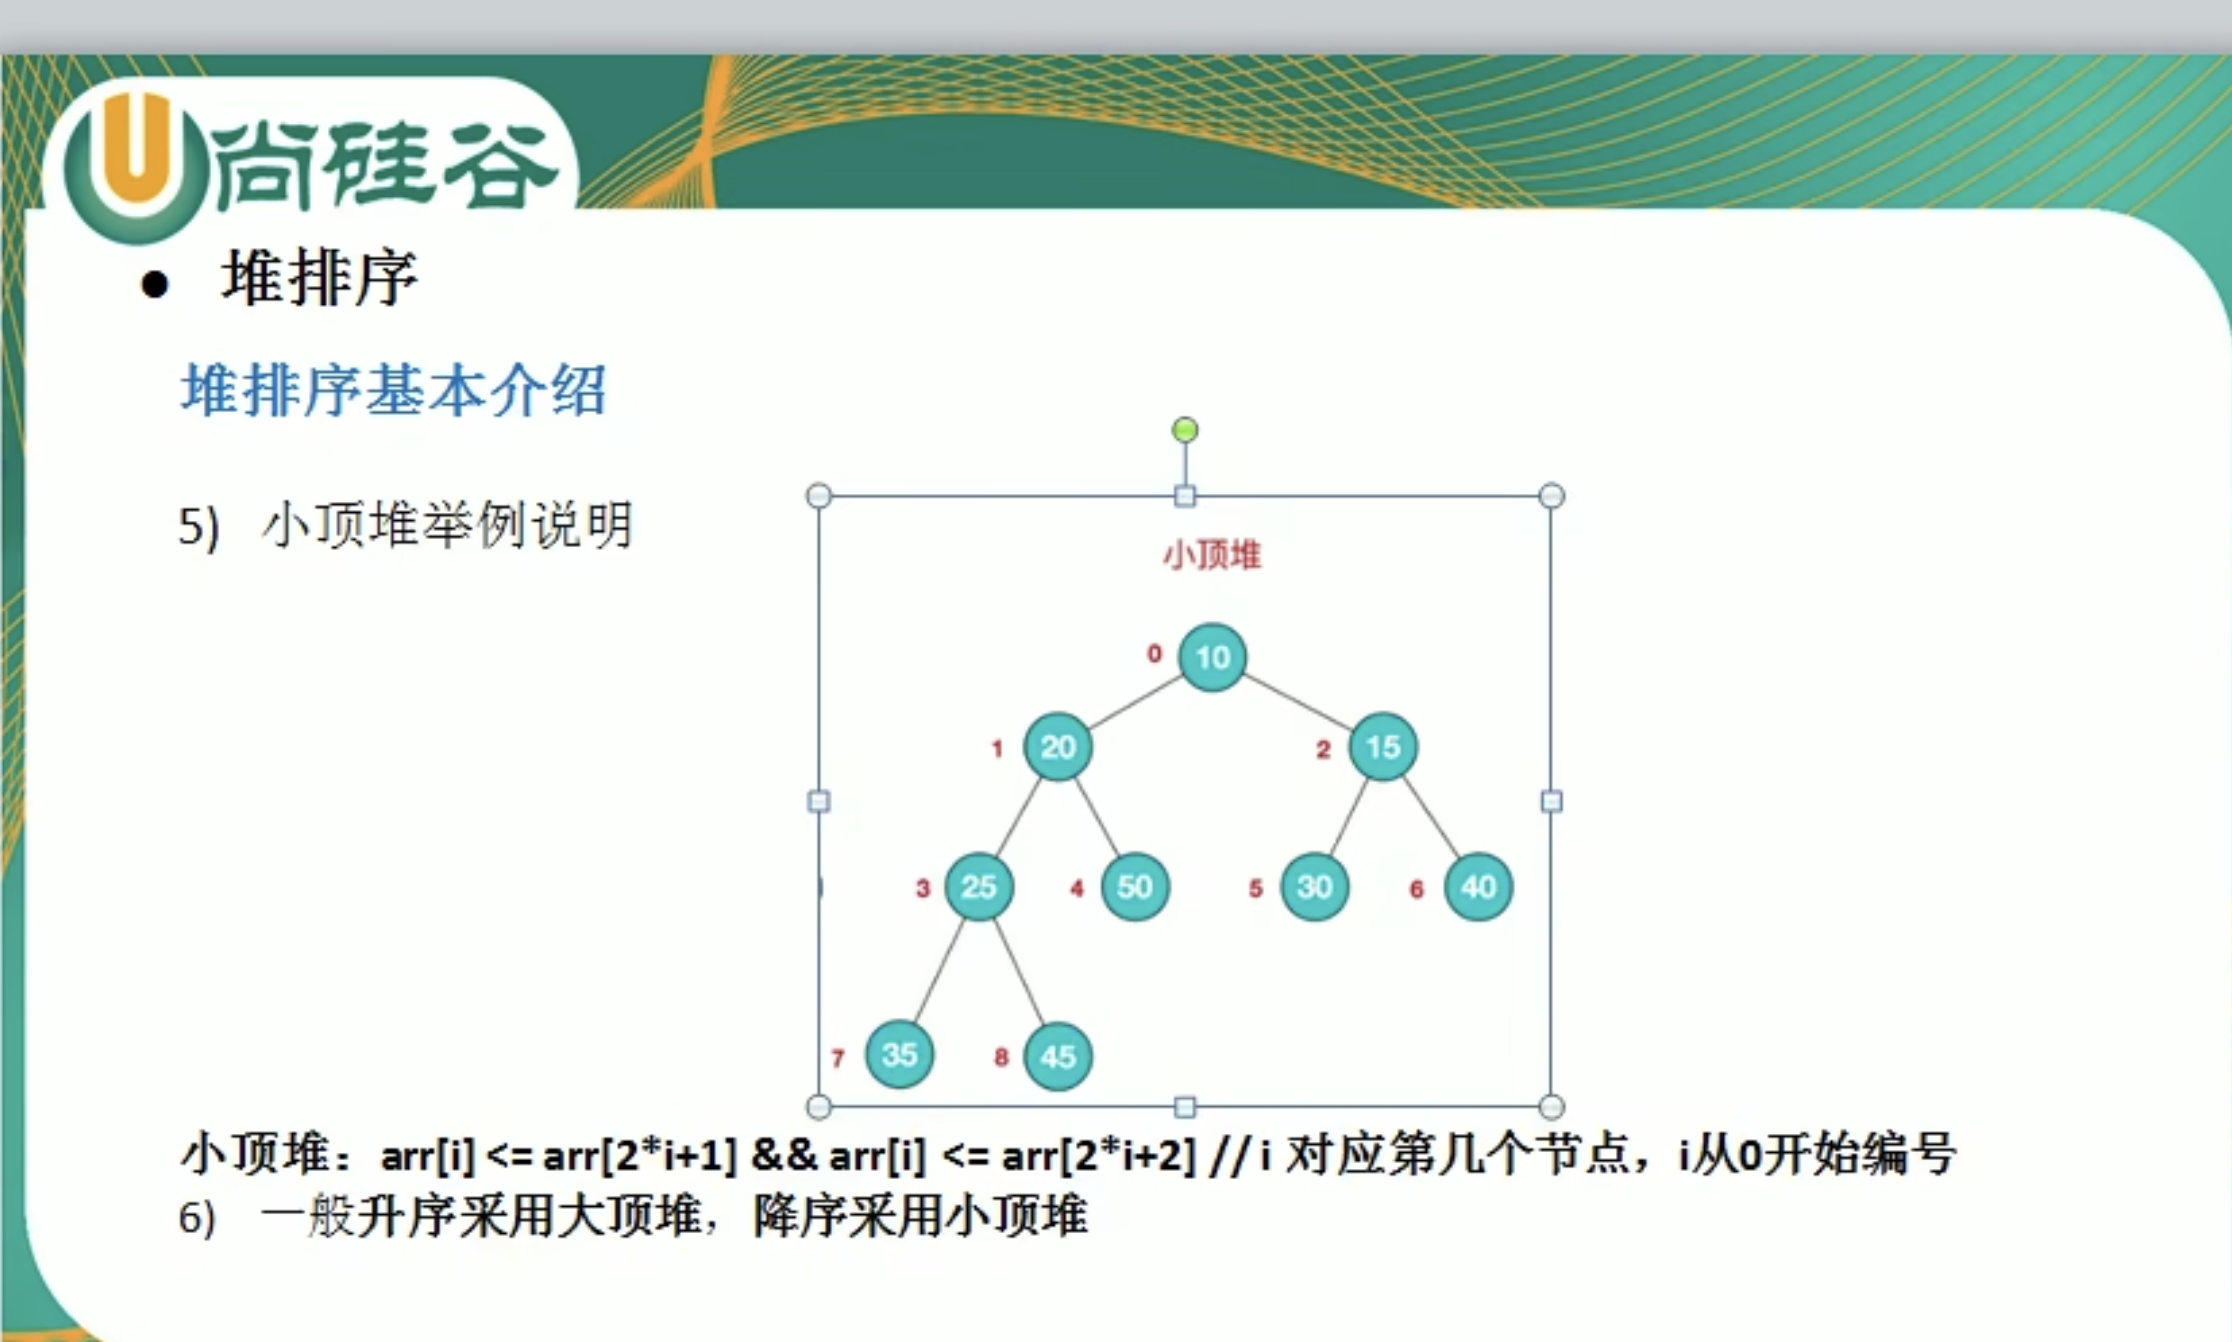 尚硅谷
● 堆排序
堆排序基本介绍
5) 小顶堆举例说明
小顶堆
0 10
1 20 2 15
3 25 4 50 5 30 6 40
7 35 8 45
小顶堆：arr[i] <= arr[2*i+1] && arr[i] <= arr[2*i+2] // i 对应第几个节点，i从0开始编号
6) 一般升序采用大顶堆，降序采用小顶堆